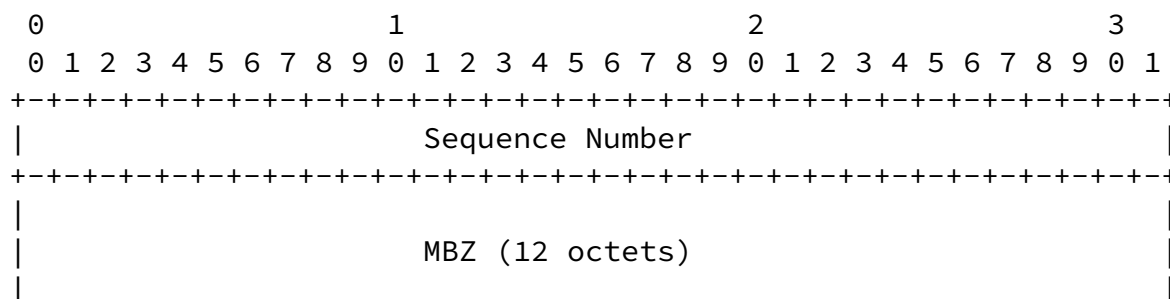 0                   1                   2                   3
 0 1 2 3 4 5 6 7 8 9 0 1 2 3 4 5 6 7 8 9 0 1 2 3 4 5 6 7 8 9 0 1
+-+-+-+-+-+-+-+-+-+-+-+-+-+-+-+-+-+-+-+-+-+-+-+-+-+-+-+-+-+-+-+-+
|                      Sequence Number                          |
+-+-+-+-+-+-+-+-+-+-+-+-+-+-+-+-+-+-+-+-+-+-+-+-+-+-+-+-+-+-+-+-+
|                                                               |
|                      MBZ (12 octets)                          |
|                                                               |